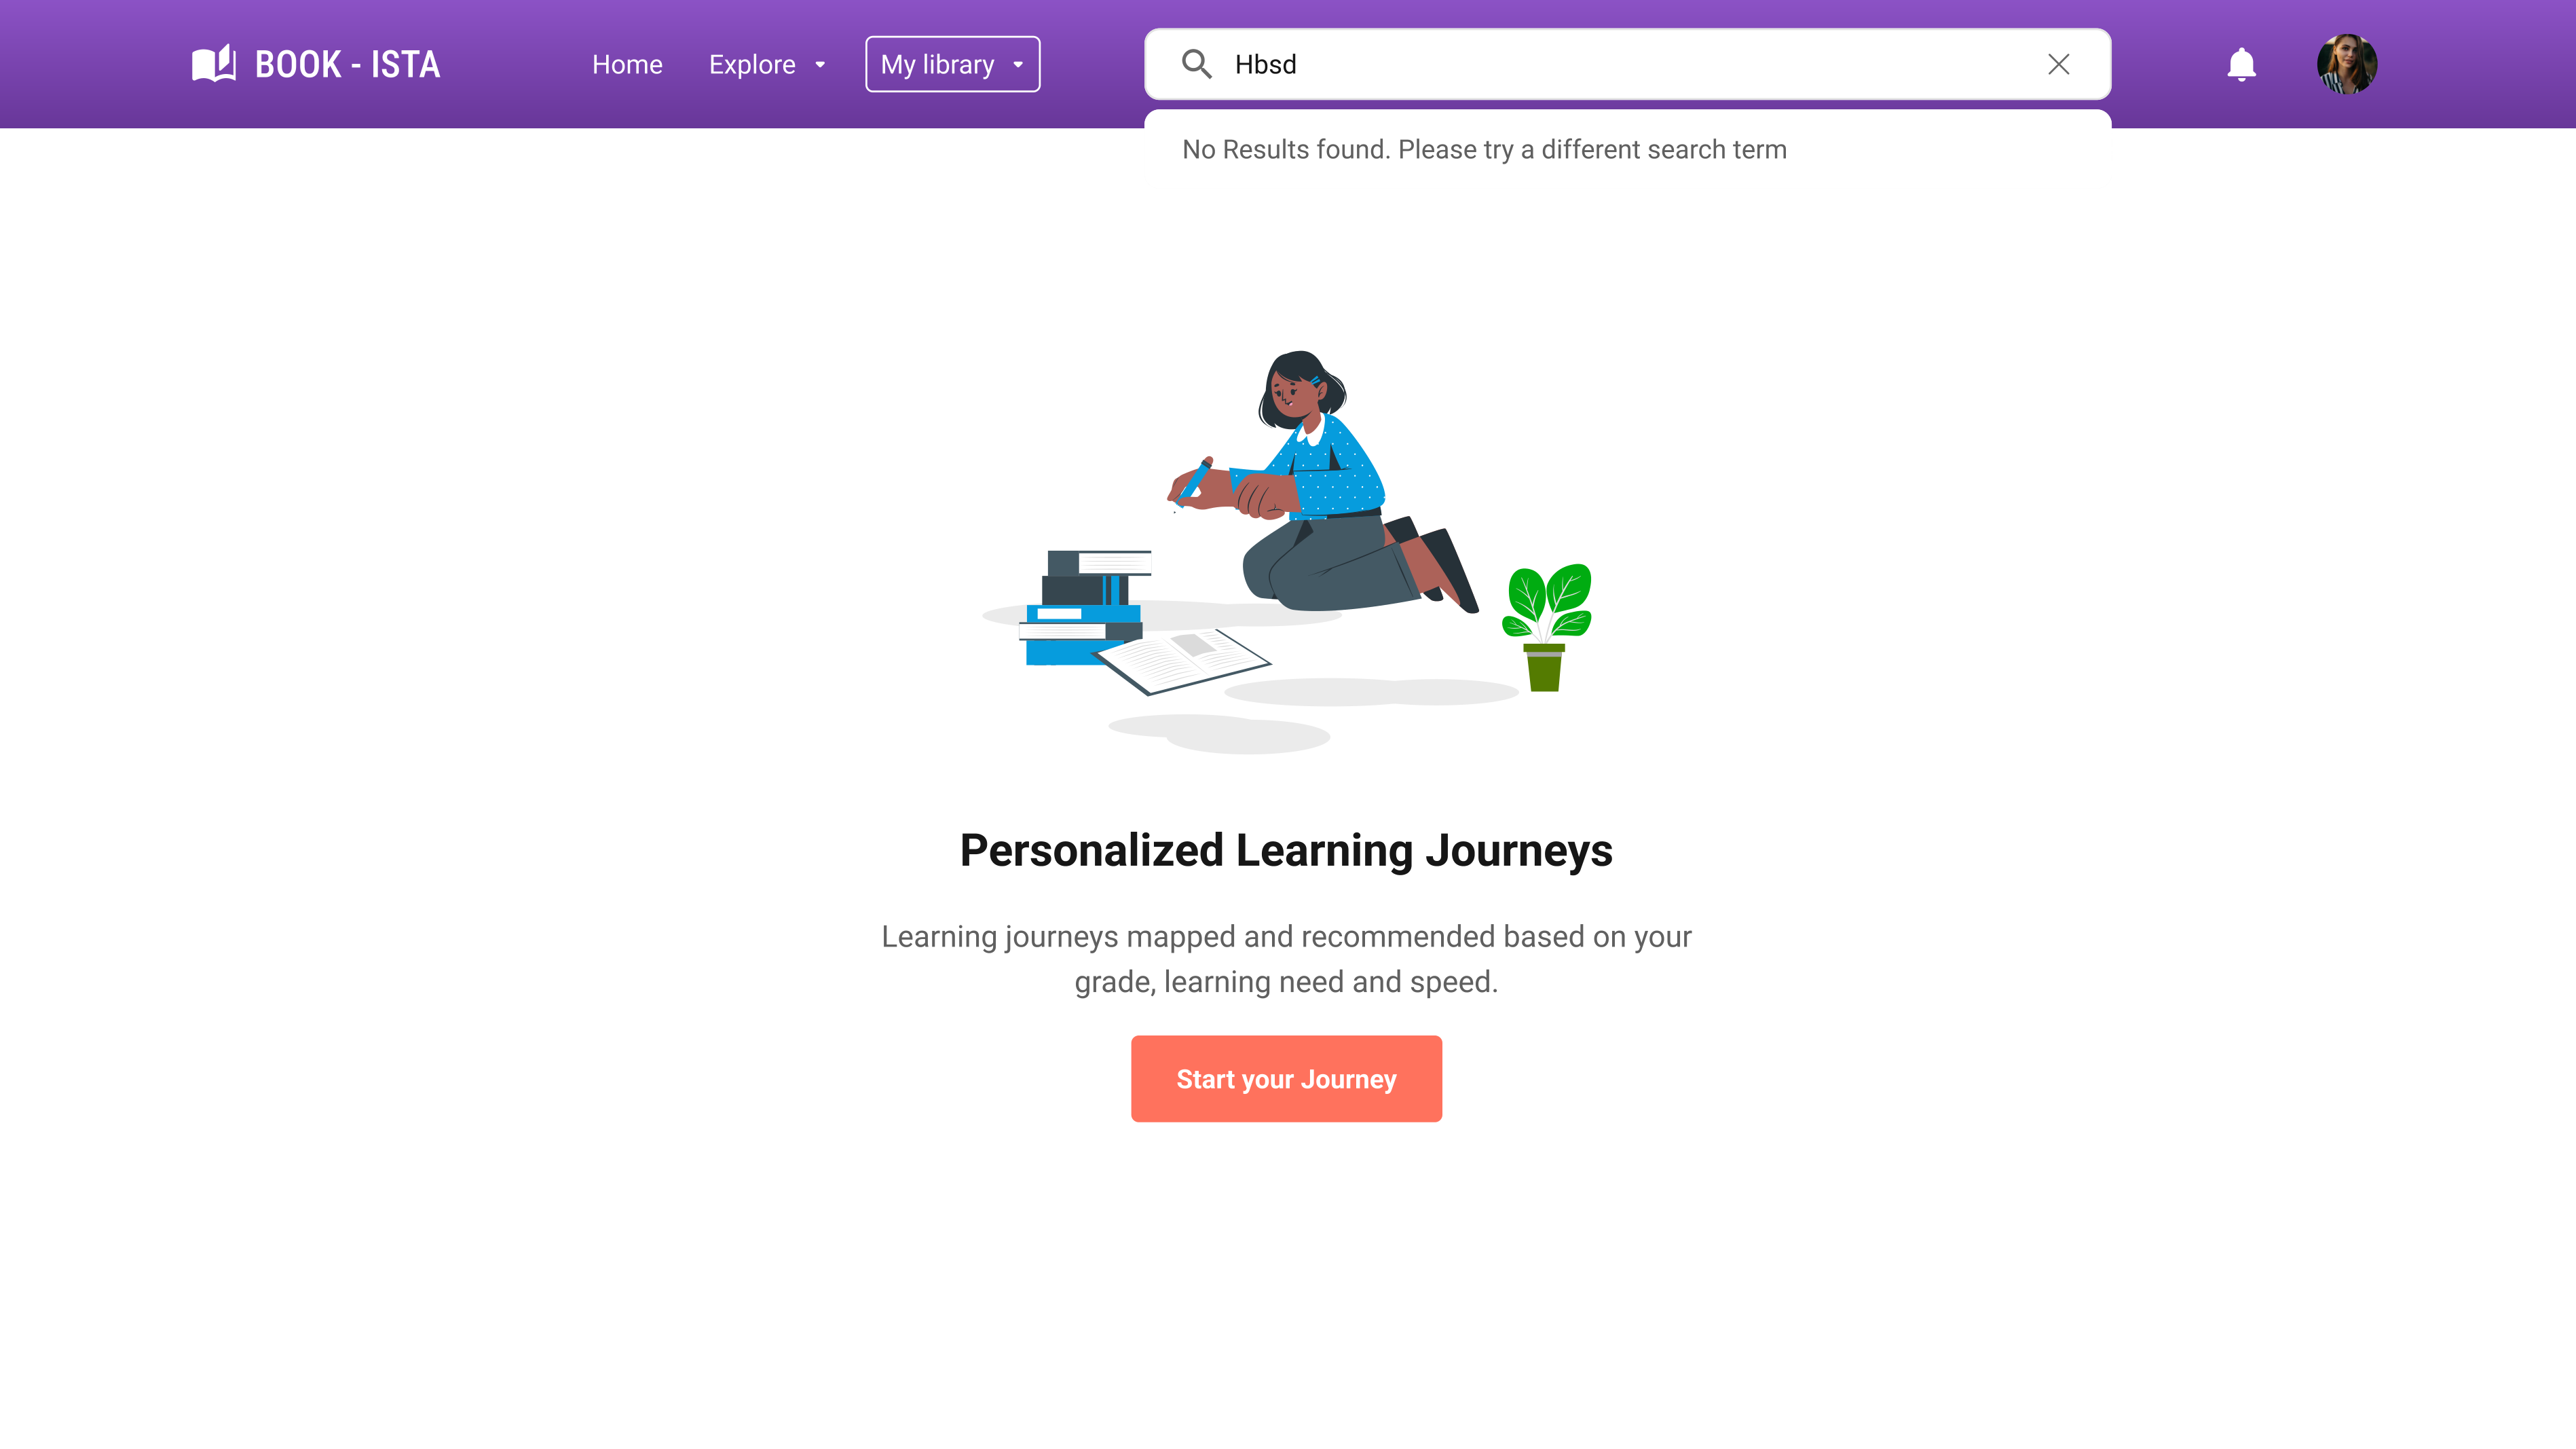 BOOK - ISTA
Home
Explore
My library
Hbsd
No Results found. Please try a different search term
Personalized Learning Journeys
Learning journeys mapped and recommended based on your
grade, learning need and speed.
Start your Journey